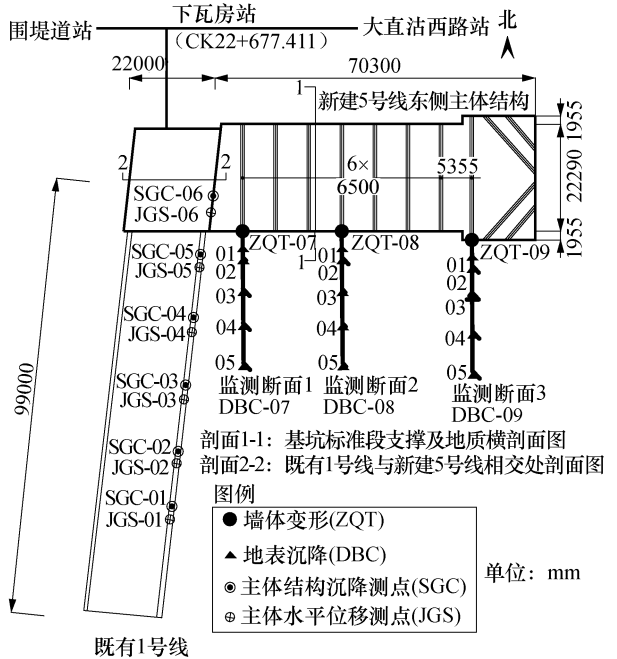 下瓦房站
围堤道站
大直沽西路站
北
(CK22+677.411)
22000
70300
1
新建5号线东侧主体结构
1955
22290
1955
2
2
6×
6500
5355
SGC-06
JGS-06
ZQT-07
ZQT-08
ZQT-09
1
SGC-05
JGS-05
SGC-04
JGS-04
SGC-03
JGS-03
SGC-02
JGS-02
SGC-01
JGS-01
99000
01
02
03
04
05
01
02
03
04
05
01
02
03
04
05
监测断面1
DBC-07
监测断面2
DBC-08
监测断面3
DBC-09
剖面1-1：基坑标准段支撑及地质横剖面图
剖面2-2：既有1号线与新建5号线相交处剖面图
图例
墙体变形(ZQT)
地表沉降(DBC)
主体结构沉降测点(SGC)
主体水平位移测点(JGS)
单位：mm
既有1号线